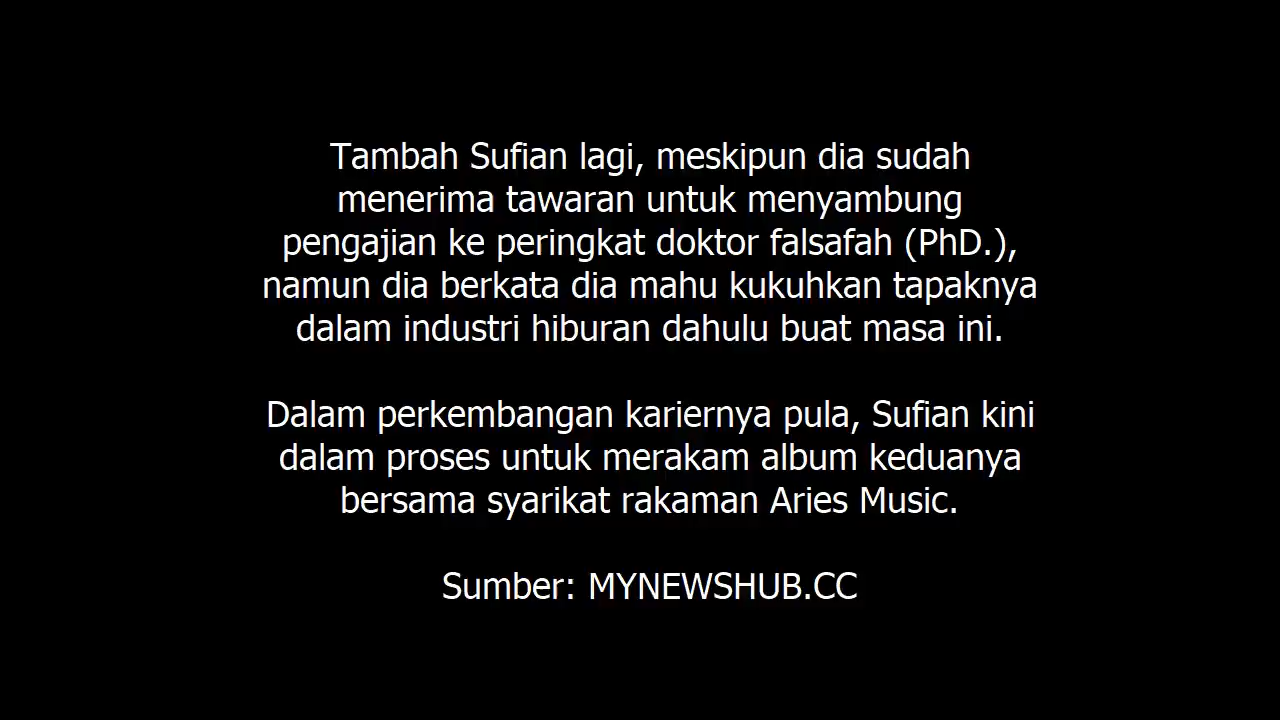 Tambah Sufian lagi, meskipun dia sudah
menerima tawaran untuk menyambung
pengajian ke peringkat doktor falsafah (PhD.),
namun dia berkata dia mahu kukuhkan tapaknya
dalam industri hiburan dahulu buat masa ini.
Dalam perkembangan kariernya pula, Sufian kini
dalam proses untuk merakam album keduanya
bersama syarikat rakaman Aries Music.
Sumber: MYNEWSHUB.CC